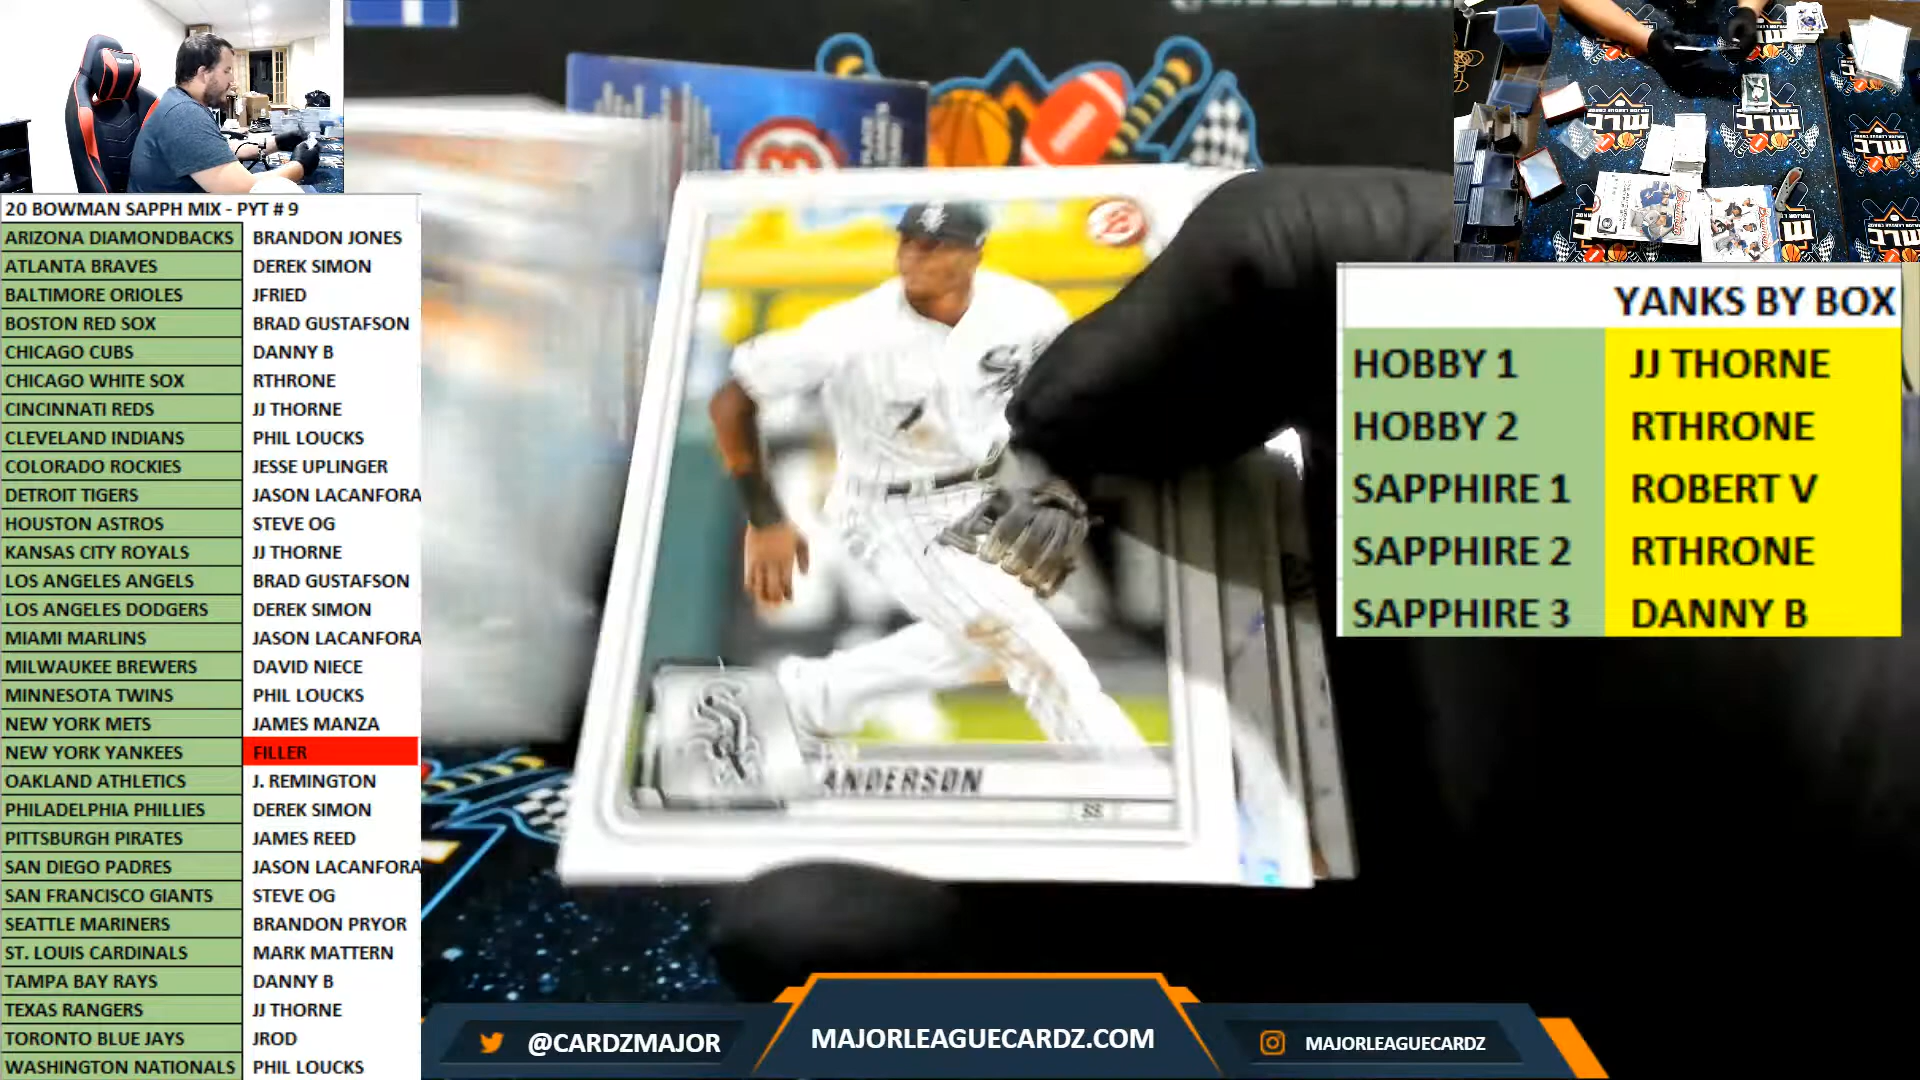 20 BOWMAN SAPPH MIX - PYT # 9
ARIZONA DIAMONDBACKS BRANDON JONES
ATLANTA BRAVES DEREK SIMON
BALTIMORE ORIOLES JFRIED
BOSTON RED SOX BRAD GUSTAFSON
CHICAGO CUBS DANNY B
CHICAGO WHITE SOX RTHRONE
CINCINNATI REDS JJ THORNE
CLEVELAND INDIANS PHIL LOUCKS
COLORADO ROCKIES JESSE UPLINGER
DETROIT TIGERS JASON LACANFORA
HOUSTON ASTROS STEVE OG
KANSAS CITY ROYALS JJ THORNE
LOS ANGELES ANGELS BRAD GUSTAFSON
LOS ANGELES DODGERS DEREK SIMON
MIAMI MARLINS JASON LACANFORA
MILWAUKEE BREWERS DAVID NIECE
MINNESOTA TWINS PHIL LOUCKS
NEW YORK METS JAMES MANZA
NEW YORK YANKEES FILLER
OAKLAND ATHLETICS J. REMINGTON
PHILADELPHIA PHILLIES DEREK SIMON
PITTSBURGH PIRATES JAMES REED
SAN DIEGO PADRES JASON LACANFORA
SAN FRANCISCO GIANTS STEVE OG
SEATTLE MARINERS BRANDON PRYOR
ST. LOUIS CARDINALS MARK MATTERN
TAMPA BAY RAYS DANNY B
TEXAS RANGERS JJ THORNE
TORONTO BLUE JAYS JROD
WASHINGTON NATIONALS PHIL LOUCKS
ANDERSON
SS
YANKS BY BOX
HOBBY 1 JJ THORNE
HOBBY 2 RTHRONE
SAPPHIRE 1 ROBERT V
SAPPHIRE 2 RTHRONE
SAPPHIRE 3 DANNY B
@CARDZMAJOR
MAJORLEAGUECARDZ.COM
MAJORLEAGUECARDZ